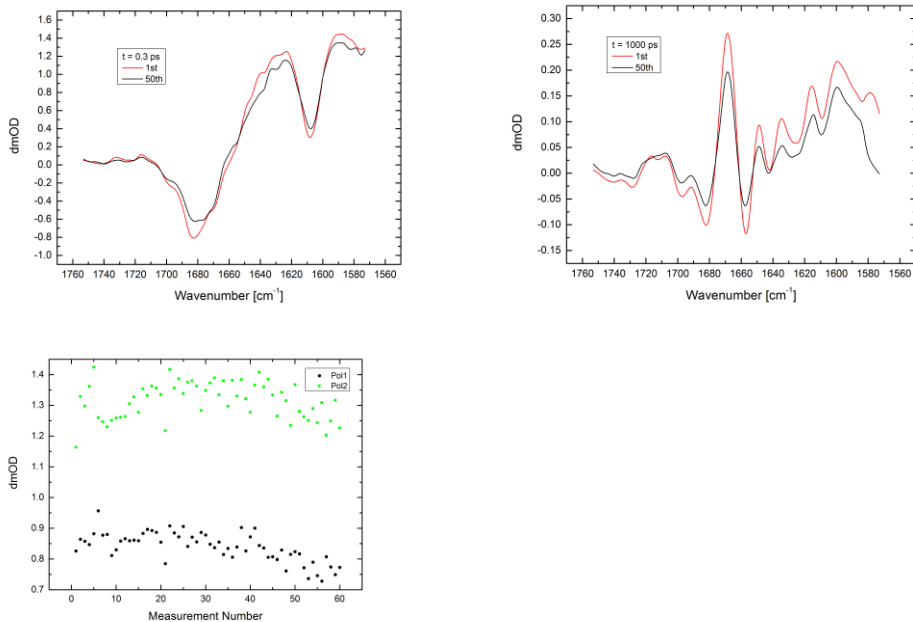 1.6
1.4
1.2
1.0
0.8
0.6
0.4
0.2
0.0
-0.2
-0.4
-0.6
-0.8
-1.0
dmOD
t = 0.3 ps
1st
50th
1760 1740 1720 1700 1680 1660 1640 1620 1600 1580 1560
Wavenumber [cm⁻¹]
0.30
0.25
0.20
0.15
0.10
0.05
0.00
-0.05
-0.10
-0.15
dmOD
t = 1000 ps
1st
50th
1760 1740 1720 1700 1680 1660 1640 1620 1600 1580 1560
Wavenumber [cm⁻¹]
1.4
1.3
1.2
1.1
1.0
0.9
0.8
0.7
dmOD
Pol1
Pol2
0 10 20 30 40 50 60
Measurement Number